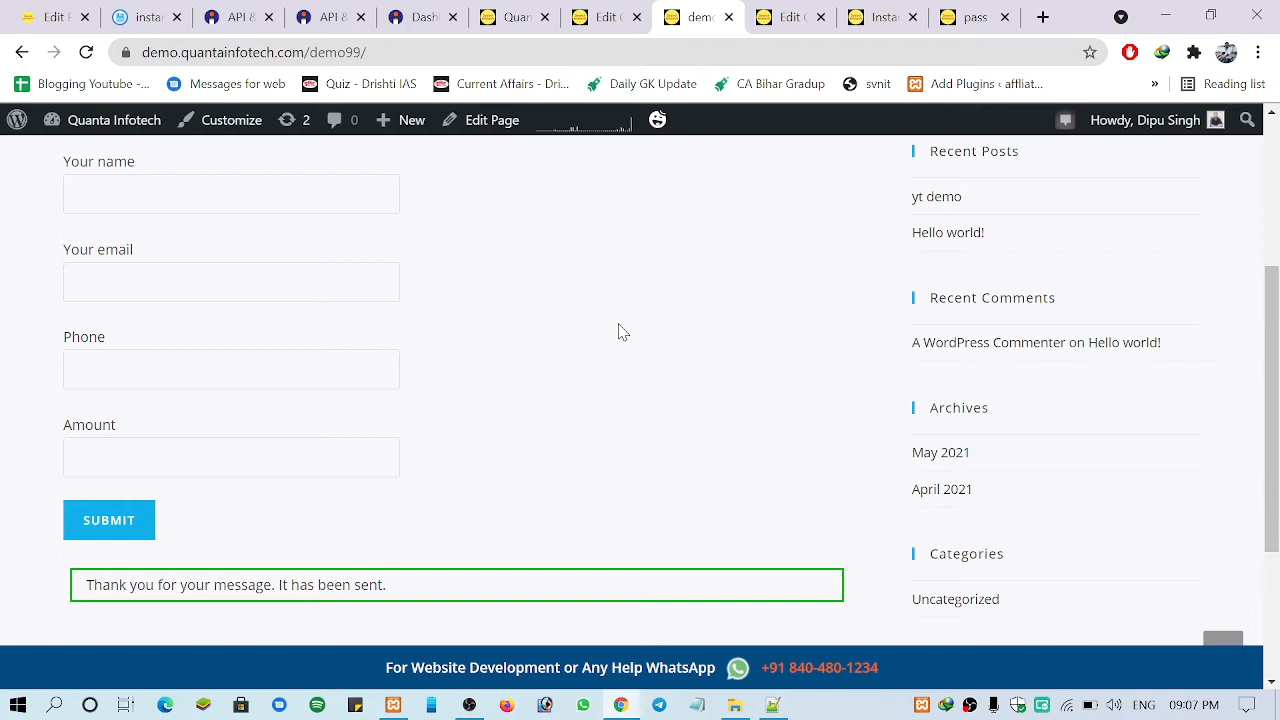 Edit F
Instar
API &
API &
Dash
Quan
Edit C
demo
Edit C
Insta
pass
demo.quantainfotech.com/demo99/
Blogging Youtube -...
Messages for web
Quiz - Drishti IAS
Current Affairs - Dri...
Daily GK Update
CA Bihar Gradup
svnit
Add Plugins ‹ affliat...
»
Reading list
Quanta Infotech
Customize
2
0
New
Edit Page
Howdy, Dipu Singh
Your name
Your email
Phone
Amount
SUBMIT
Thank you for your message. It has been sent.
Recent Posts
yt demo
Hello world!
Recent Comments
A WordPress Commenter on Hello world!
Archives
May 2021
April 2021
Categories
Uncategorized
For Website Development or Any Help WhatsApp +91 840-480-1234
ENG 09:07 PM